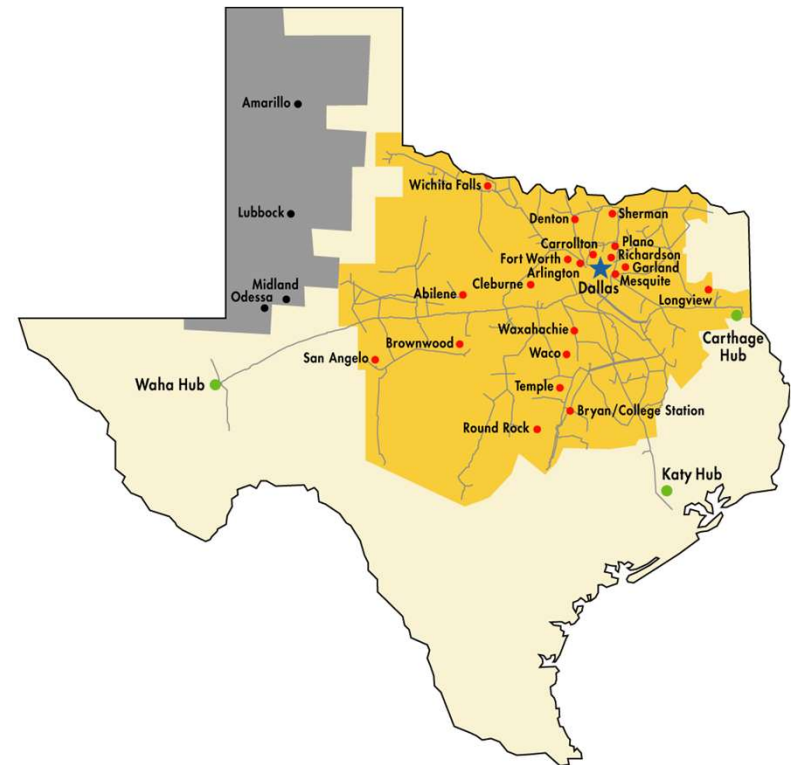 Amarillo
Wichita Falls
Lubbock
Denton
Sherman
Carrollton
Plano
Fort Worth
Richardson
Arlington
Garland
Mesquite
Cleburne
Dallas
Midland
Odessa
Abilene
Longview
Waxahachie
Carthage
Hub
Brownwood
San Angelo
Waco
Waha Hub
Temple
Bryan/College Station
Round Rock
Katy Hub